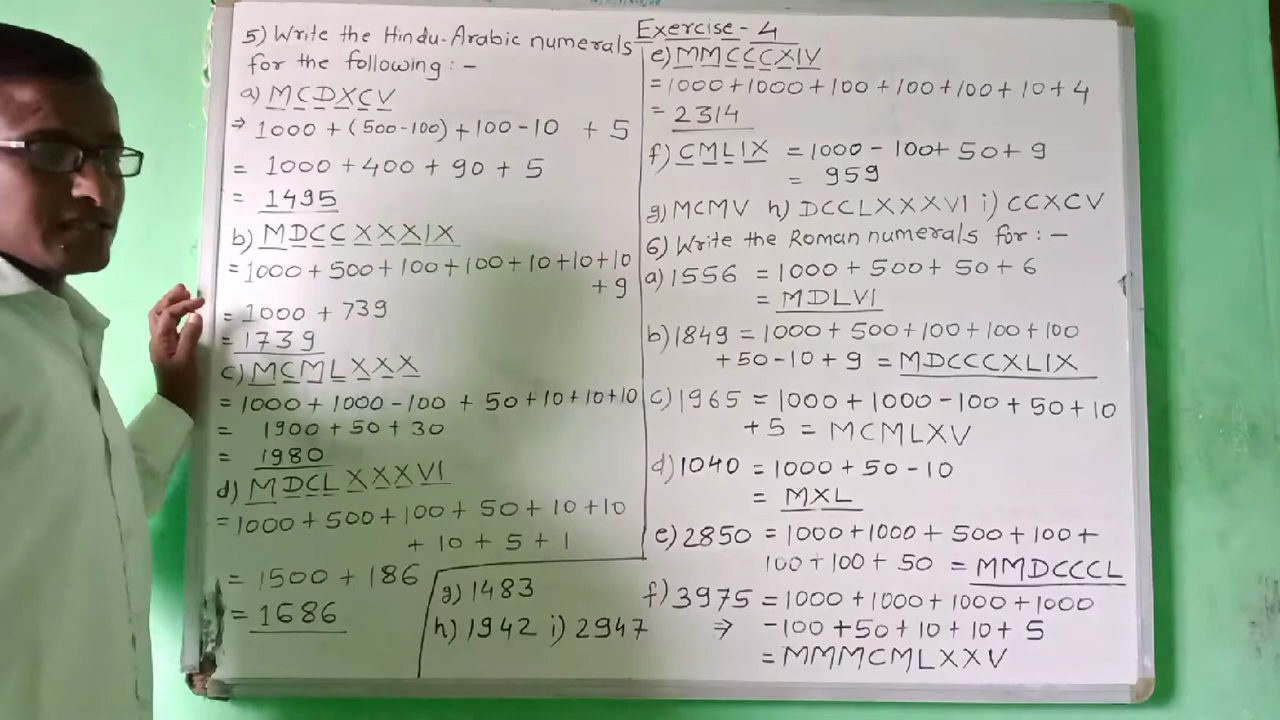 Exercise - 4
5) Write the Hindu-Arabic numerals
for the following : -
a) MCDXCV
⇒ 1000 + (500-100) + 100 - 10 + 5
= 1000 + 400 + 90 + 5
= 1495
b) MDCCXXXIX
= 1000 + 500 + 100 + 100 + 10 + 10 + 10
+ 9
= 1000 + 739
= 1739
c) MCMLXXX
= 1000 + 1000 - 100 + 50 + 10 + 10 + 10
= 1900 + 50 + 30
= 1980
d) MDCLXXXVI
= 1000 + 500 + 100 + 50 + 10 + 10
+ 10 + 5 + 1
= 1500 + 186
= 1686
e) MMCCCXIV
= 1000 + 1000 + 100 + 100 + 100 + 10 + 4
= 2314
f) CMLIX = 1000 - 100 + 50 + 9
= 959
g) MCMV h) DCCLXXXVI i) CCXCV
6) Write the Roman numerals for : -
a) 1556 = 1000 + 500 + 50 + 6
= MDLVI
b) 1849 = 1000 + 500 + 100 + 100 + 100
+ 50 - 10 + 9 = MDCCCXLIX
c) 1965 = 1000 + 1000 - 100 + 50 + 10
+ 5 = MCMLXV
d) 1040 = 1000 + 50 - 10
= MXL
e) 2850 = 1000 + 1000 + 500 + 100 +
100 + 100 + 50 = MMDCCCL
f) 3975 = 1000 + 1000 + 1000 + 1000
⇒ - 100 + 50 + 10 + 10 + 5
= MMMCMLXXV
g) 1483
h) 1942 i) 2947